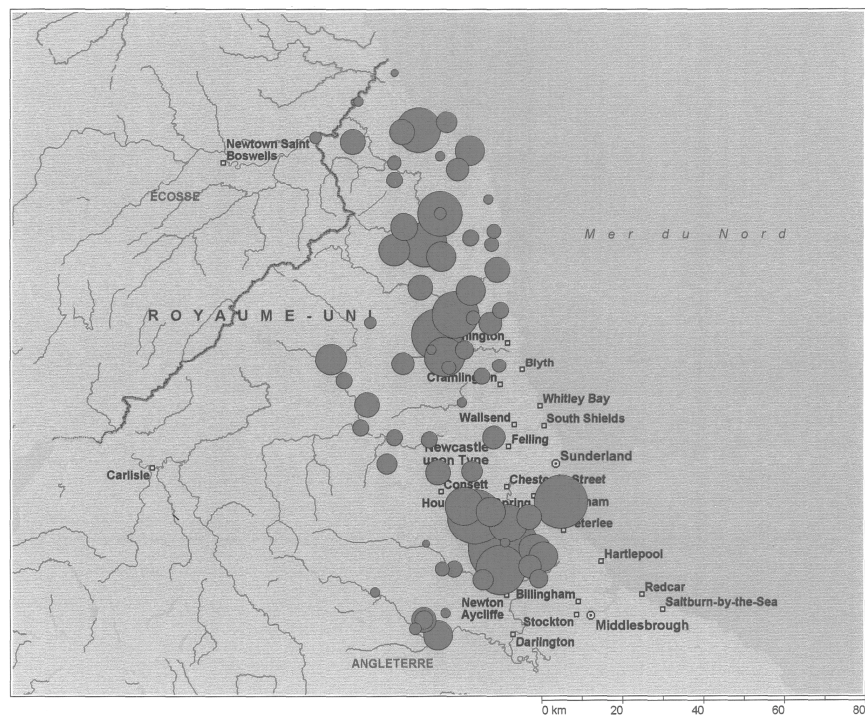 Newtown Saint
Boswells
ÉCOSSE
Mer du Nord
ROYAUME-UNI
Blyth
Cramlington
Whitley Bay
Wallsend
South Shields
Felling
Newcastle
upon Tyne
Sunderland
Carlisle
Consett
Hartlepool
Redcar
Newton
Aycliffe
Billingham
Saltburn-by-the-Sea
Stockton
Middlesbrough
Darlington
ANGLETERRE
0 km 20 40 60 80